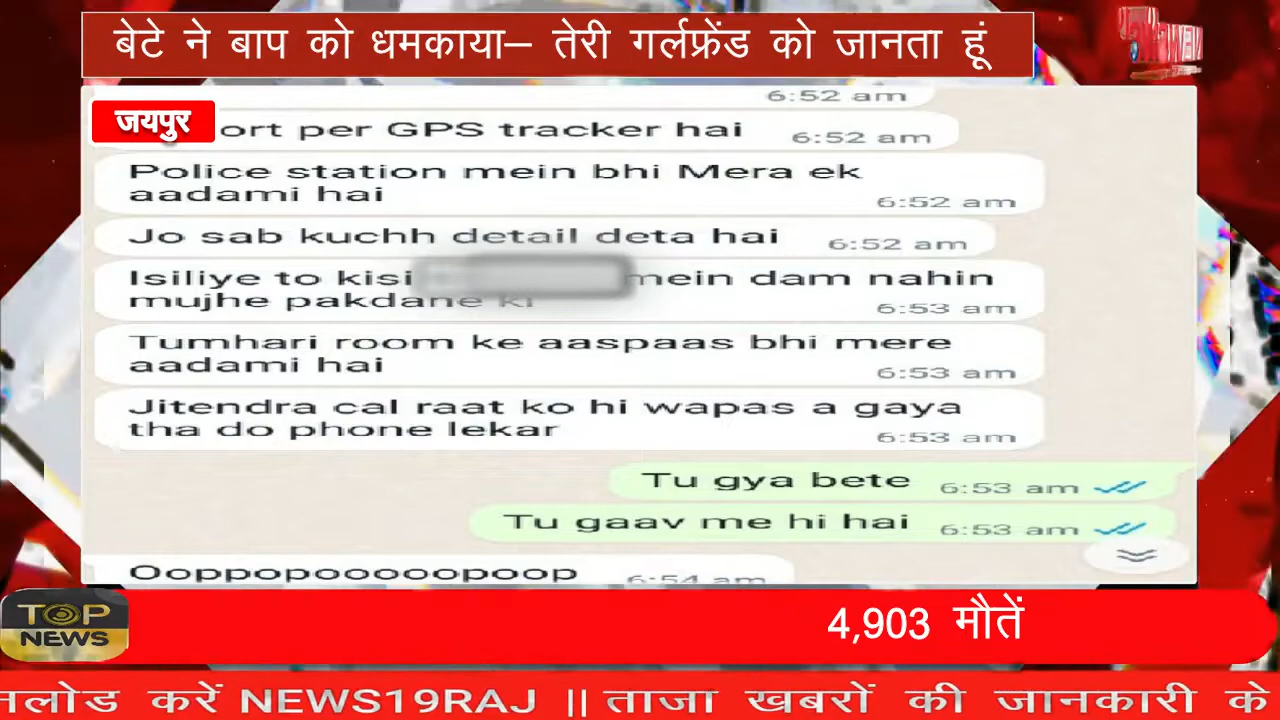 बेटे ने बाप को धमकाया– तेरी गर्लफ्रेंड को जानता हूं
6:52 am
जयपुर
ort per GPS tracker hai 6:52 am
Police station mein bhi Mera ek
aadami hai 6:52 am
Jo sab kuchh detail deta hai 6:52 am
Isiliye to kisi mein dam nahin
mujhe pakdane ki 6:53 am
Tumhari room ke aaspaas bhi mere
aadami hai 6:53 am
Jitendra cal raat ko hi wapas a gaya
tha do phone lekar 6:53 am
Tu gya bete 6:53 am
Tu gaav me hi hai 6:53 am
Ooppopooooopoop 6:54 am
TOP
NEWS
4,903 मौतें
नलोड करें NEWS19RAJ || ताजा खबरों की जानकारी के